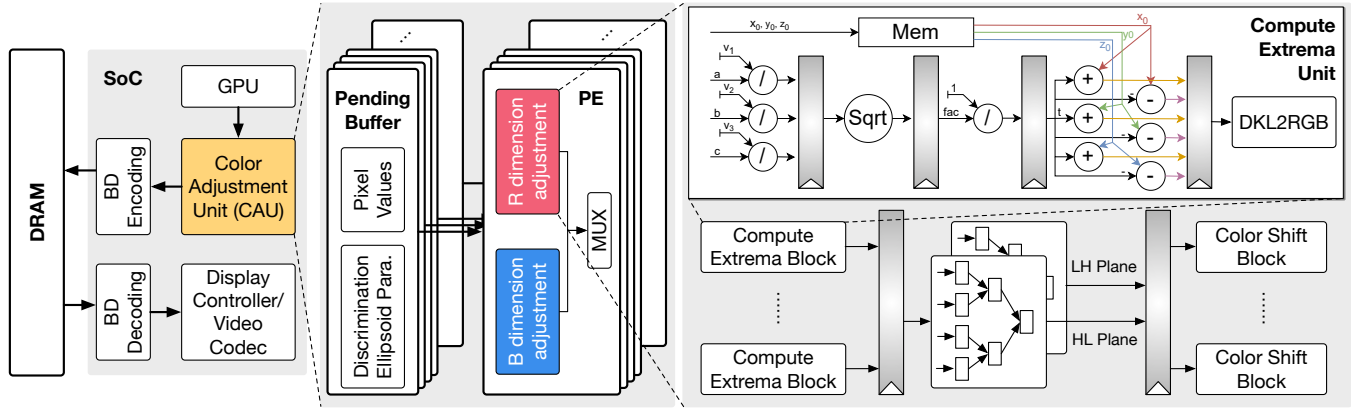 DRAM
SoC
GPU
Color
Adjustment
Unit (CAU)
BD
Encoding
BD
Decoding
Display
Controller/
Video
Codec
Pending
Buffer
Pixel
Values
Discrimination
Ellipsoid Para.
...
...
PE
R dimension
adjustment
B dimension
adjustment
MUX
x0, y0, z0
Mem
x0
y0
z0
Compute
Extrema
Unit
v1
a
/
v2
b
/
v3
c
/
Sqrt
1
fac
/
t
+
-
-
+
-
-
+
-
-
DKL2RGB
Compute
Extrema Block
.....
Compute
Extrema Block
...
LH Plane
HL Plane
Color Shift
Block
.....
Color Shift
Block